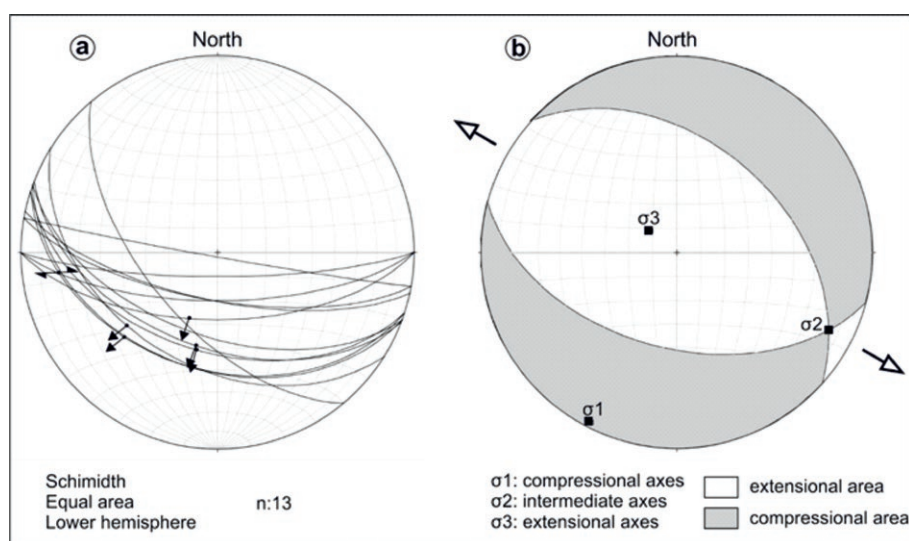 a
North
Schimidth
Equal area
Lower hemisphere
n:13
b
North
σ3
σ2
σ1
σ1: compressional axes
σ2: intermediate axes
σ3: extensional axes
extensional area
compressional area